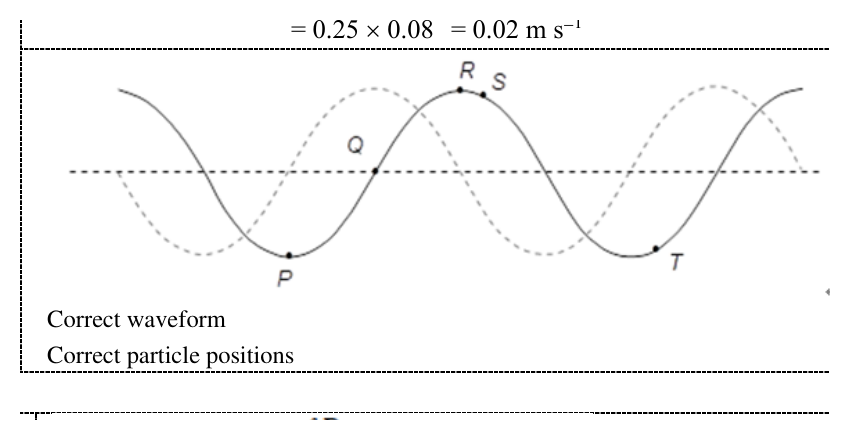 = 0.25 × 0.08 = 0.02 m s⁻¹
R S
Q
P
T
Correct waveform
Correct particle positions